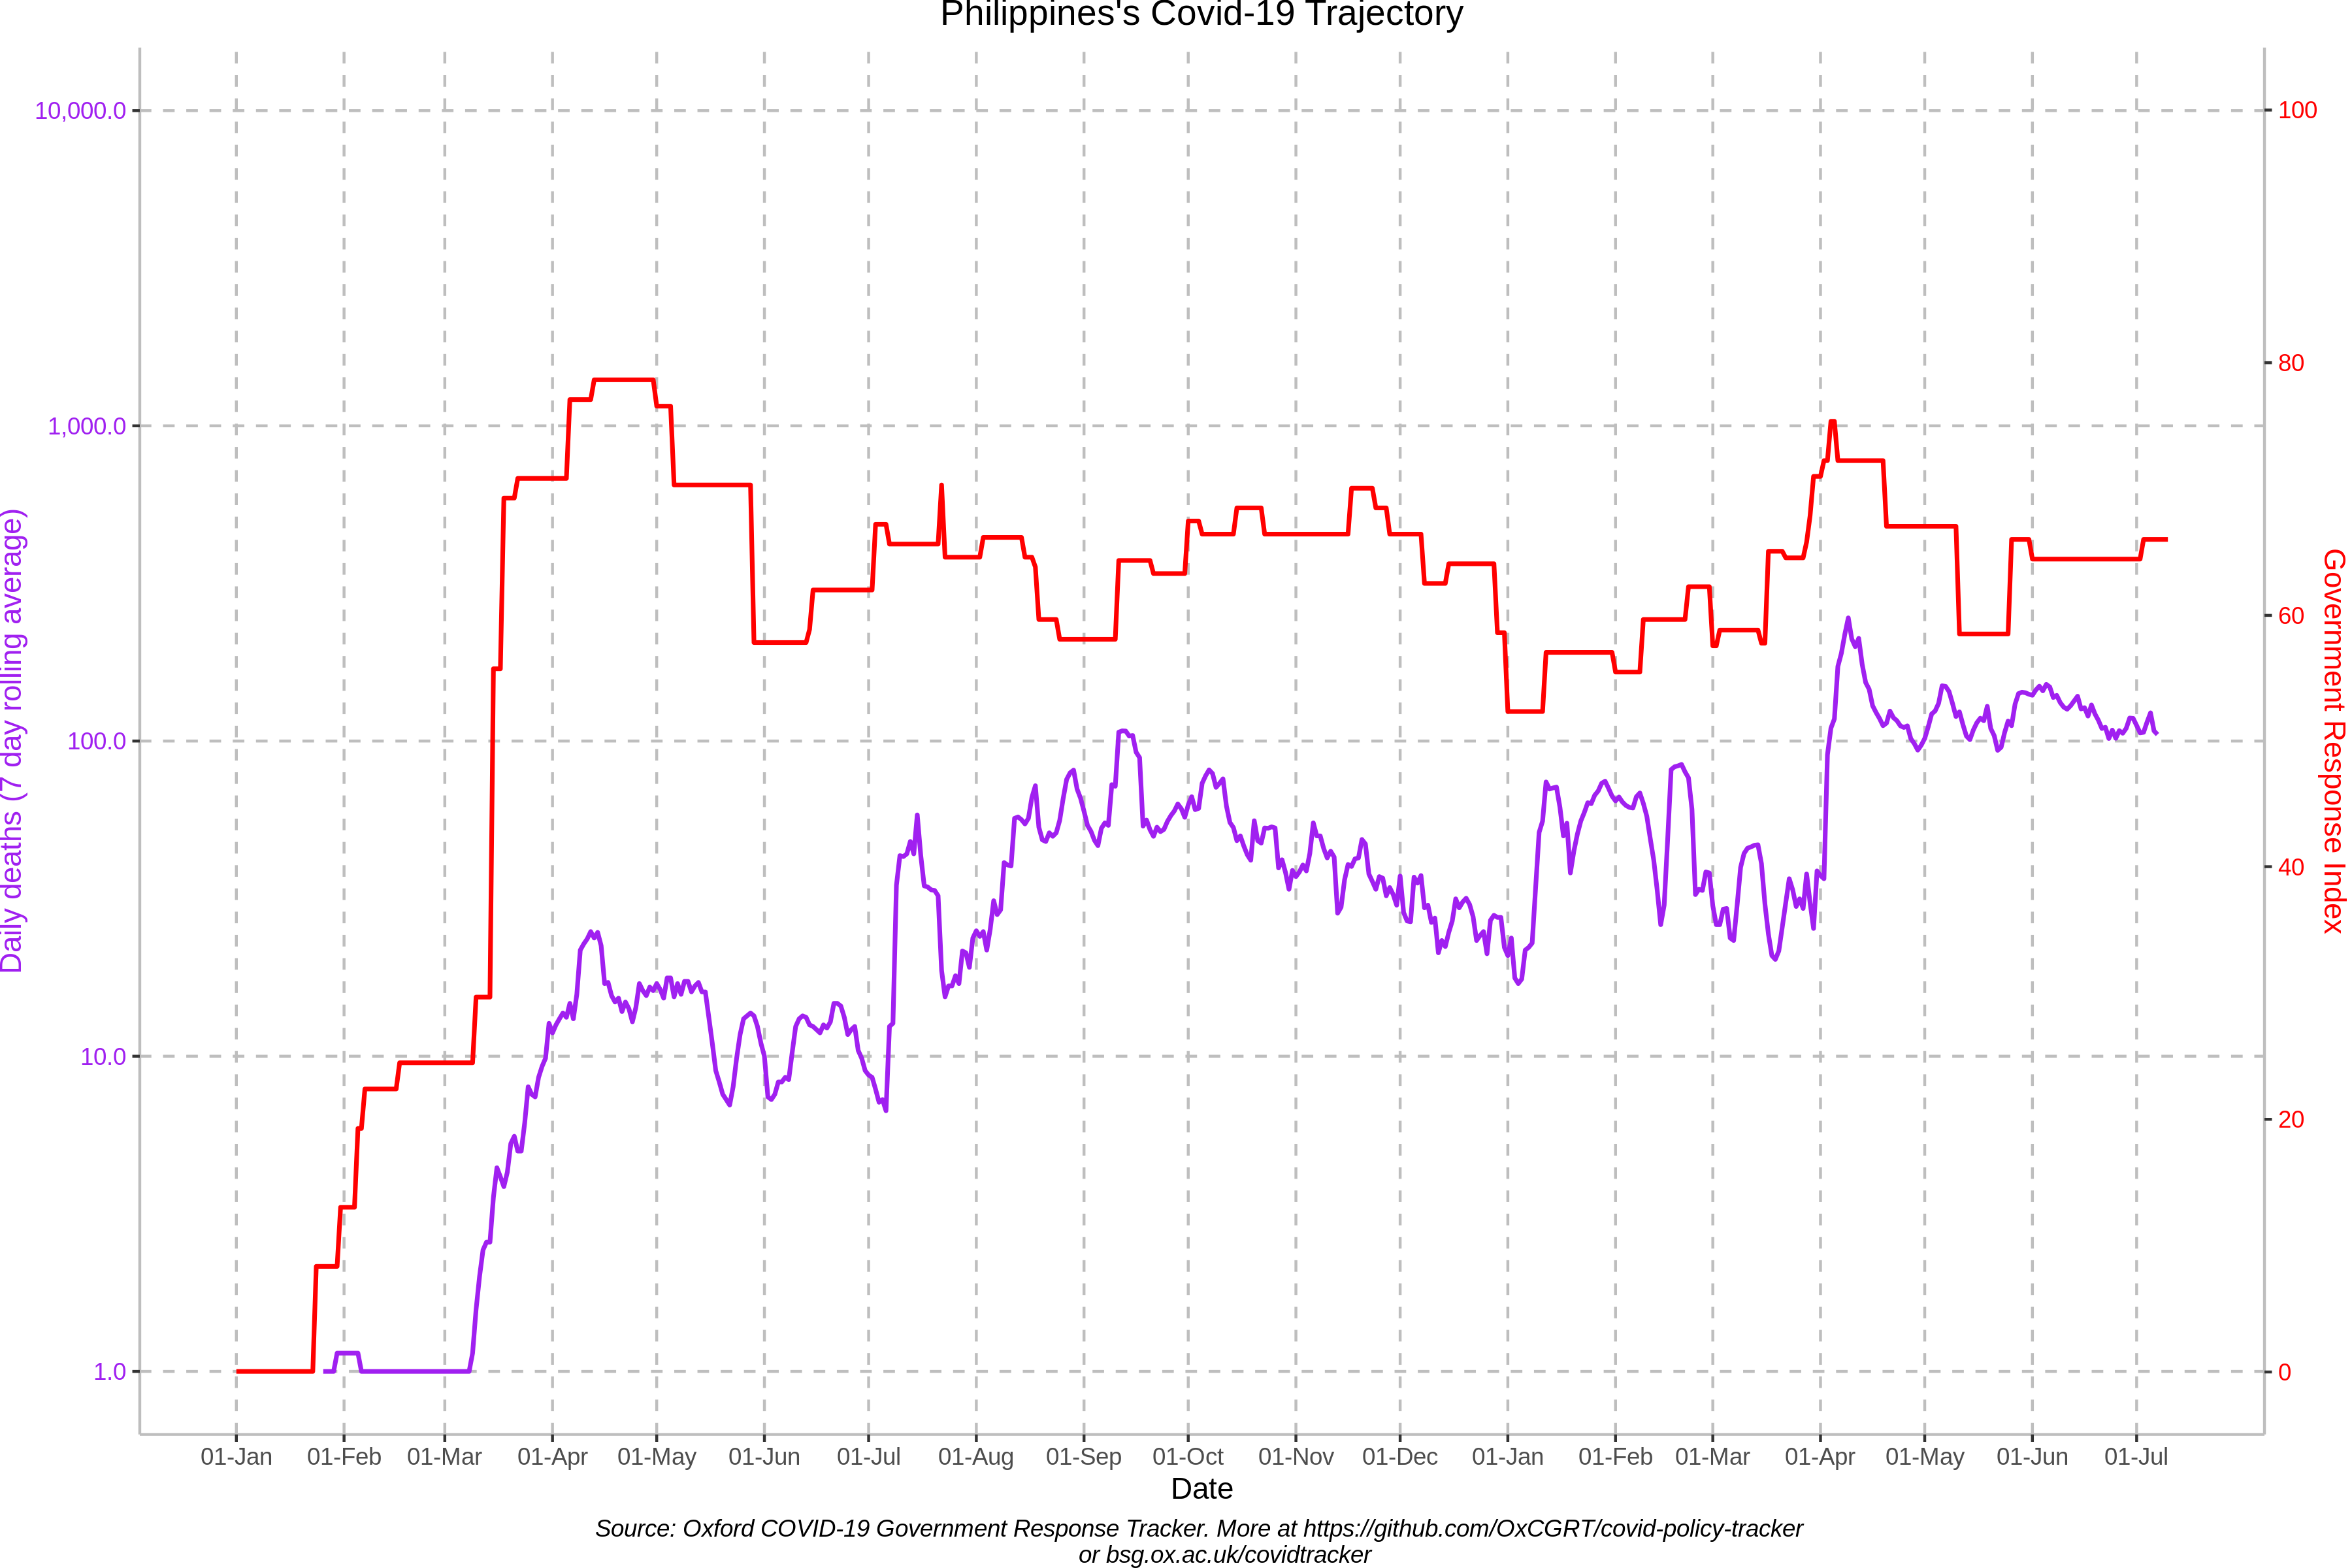 Philippines's Covid-19 Trajectory
10,000.0
1,000.0
100.0
10.0
1.0
Daily deaths (7 day rolling average)
100
80
60
40
20
0
Government Response Index
01-Jan 01-Feb 01-Mar 01-Apr 01-May 01-Jun 01-Jul 01-Aug 01-Sep 01-Oct 01-Nov 01-Dec 01-Jan 01-Feb 01-Mar 01-Apr 01-May 01-Jun 01-Jul
Date
Source: Oxford COVID-19 Government Response Tracker. More at https://github.com/OxCGRT/covid-policy-tracker
or bsg.ox.ac.uk/covidtracker